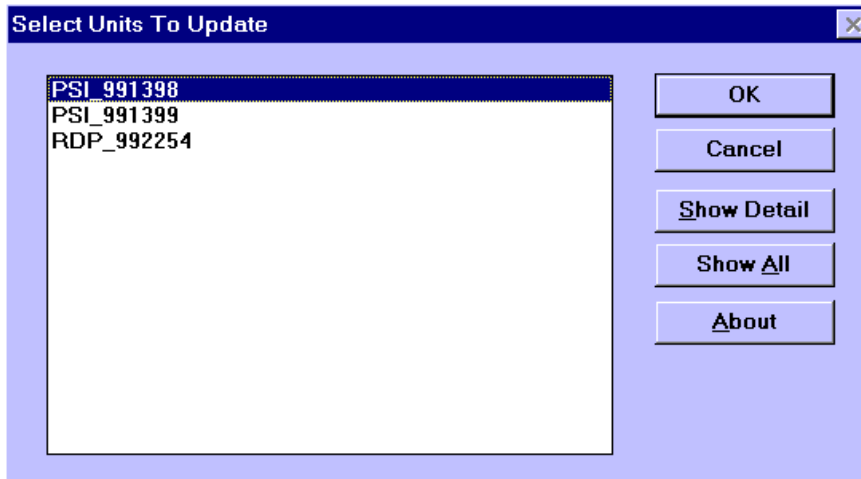 Select Units To Update
PSI_991398
PSI_991399
RDP_992254
OK
Cancel
Show Detail
Show All
About